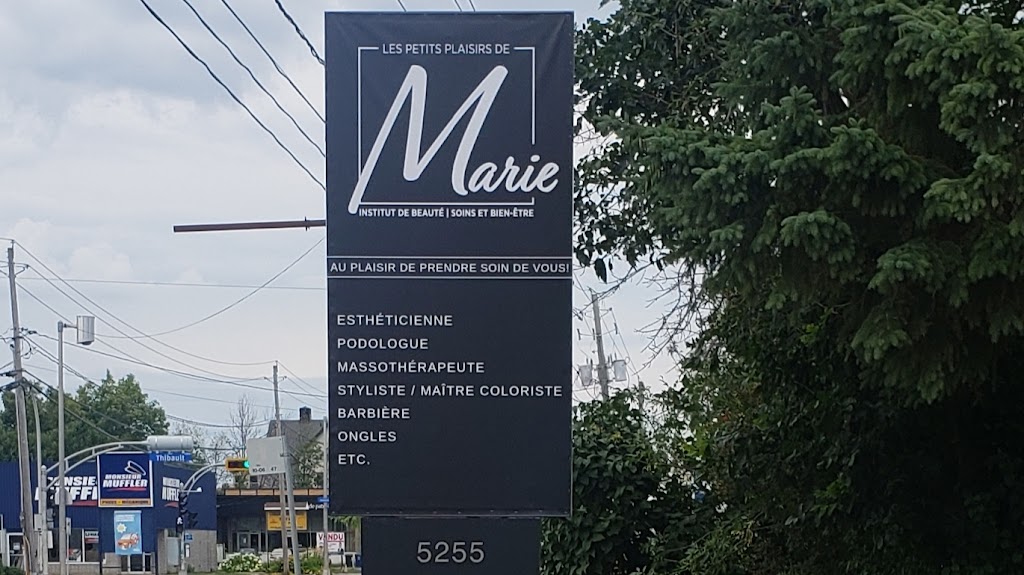 LES PETITS PLAISIRS DE
Marie
INSTITUT DE BEAUTÉ | SOINS ET BIEN-ÊTRE
AU PLAISIR DE PRENDRE SOIN DE VOUS!
ESTHÉTICIENNE
PODOLOGUE
MASSOTHÉRAPEUTE
STYLISTE / MAÎTRE COLORISTE
BARBIÈRE
ONGLES
ETC.
5255
Thibault
MONSIEUR
MUFFLER
VENDU